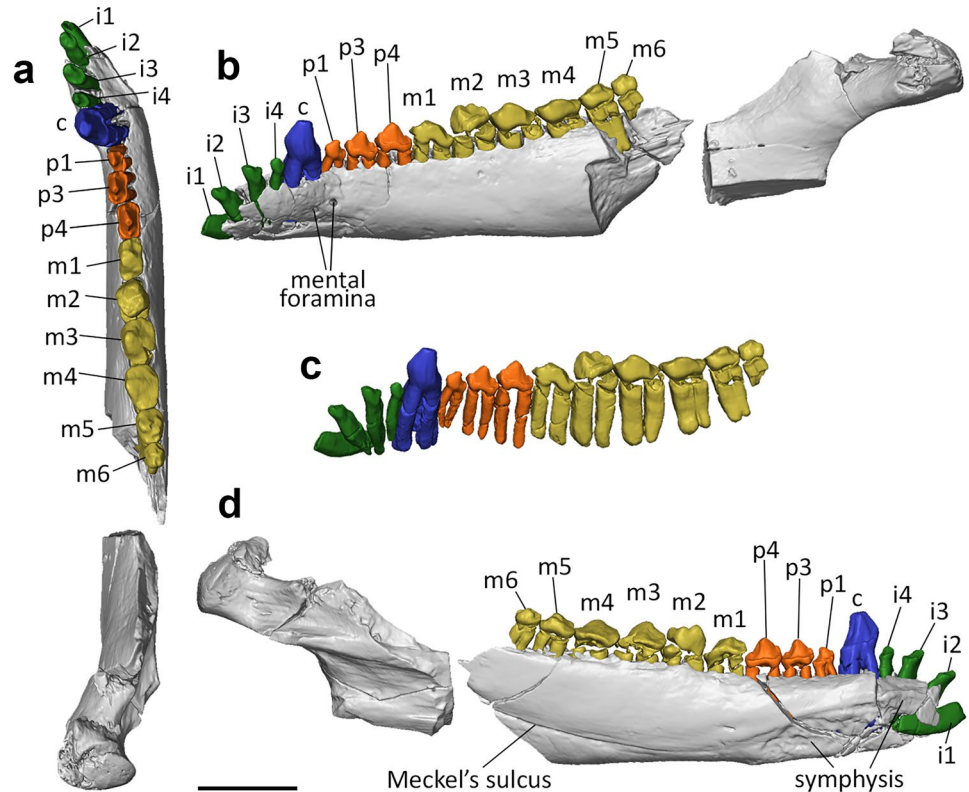 a
i1
i2
i3
i4
c
p1
p3
p4
m1
m2
m3
m4
m5
m6
b
i1
i2
i3
i4
c
p1
p3
p4
m1
m2
m3
m4
m5
m6
mental
foramina
c
d
m6
m5
m4
m3
m2
m1
p4
p3
p1
c
i4
i3
i2
i1
Meckel's sulcus
symphysis